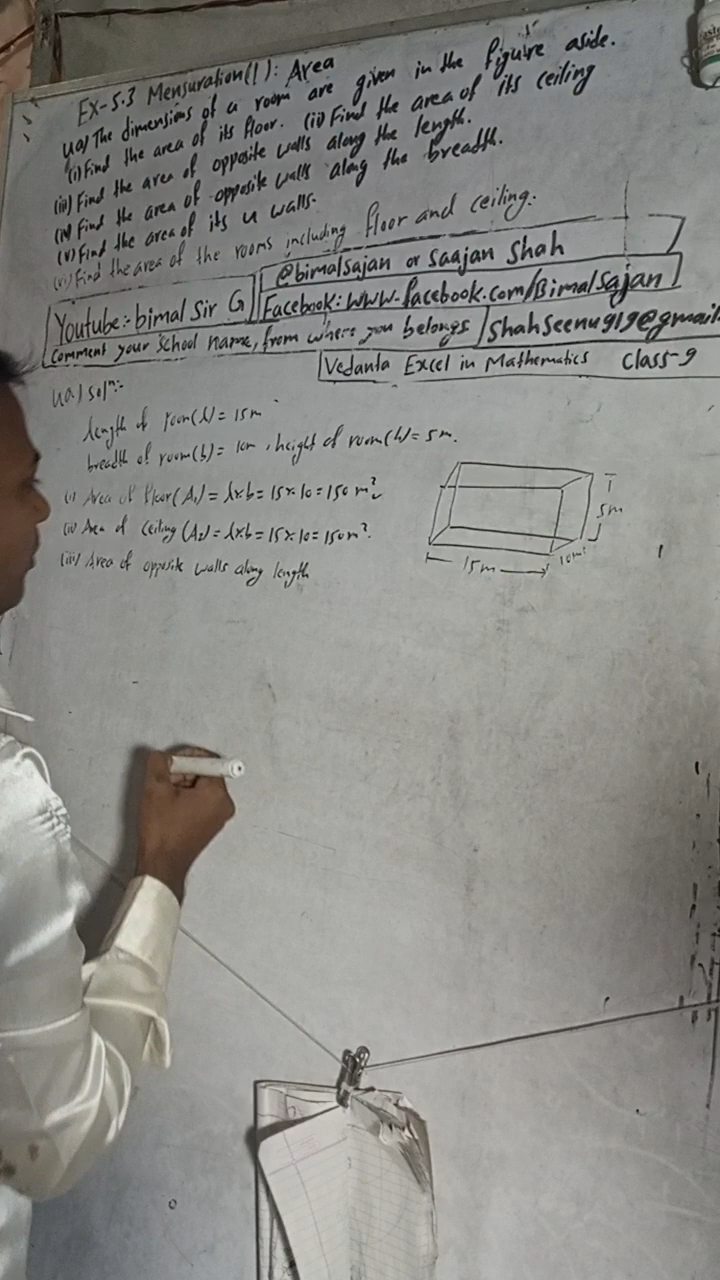 Ex-5.3 Mensuration(I): Area
4a) The dimensions of a room are given in the figure aside.
(i) Find the area of its floor. (ii) Find the area of its ceiling
(iii) Find the area of opposite walls along the length.
(iv) Find the area of opposite walls along the breadth.
(v) Find the area of its 4 walls.
(vi) Find the area of the rooms including floor and ceiling.
Youtube:- bimal Sir G
@bimalsajan or Saajan Shah
Facebook: www.facebook.com/BimalSajan
Comment your School name, from where you belongs
shahseenu919@gmail.
Vedanta Excel in Mathematics Class-9
4a) solⁿ:-
length of room(l) = 15m
breadth of room(b) = 10m, height of room(h) = 5m.
(i) Area of floor(A₁) = l×b = 15×10 = 150 m²
(ii) Area of ceiling (A₂) = l×b = 15×10 = 150m².
(iii) Area of opposite walls along length
5m
10m
15m